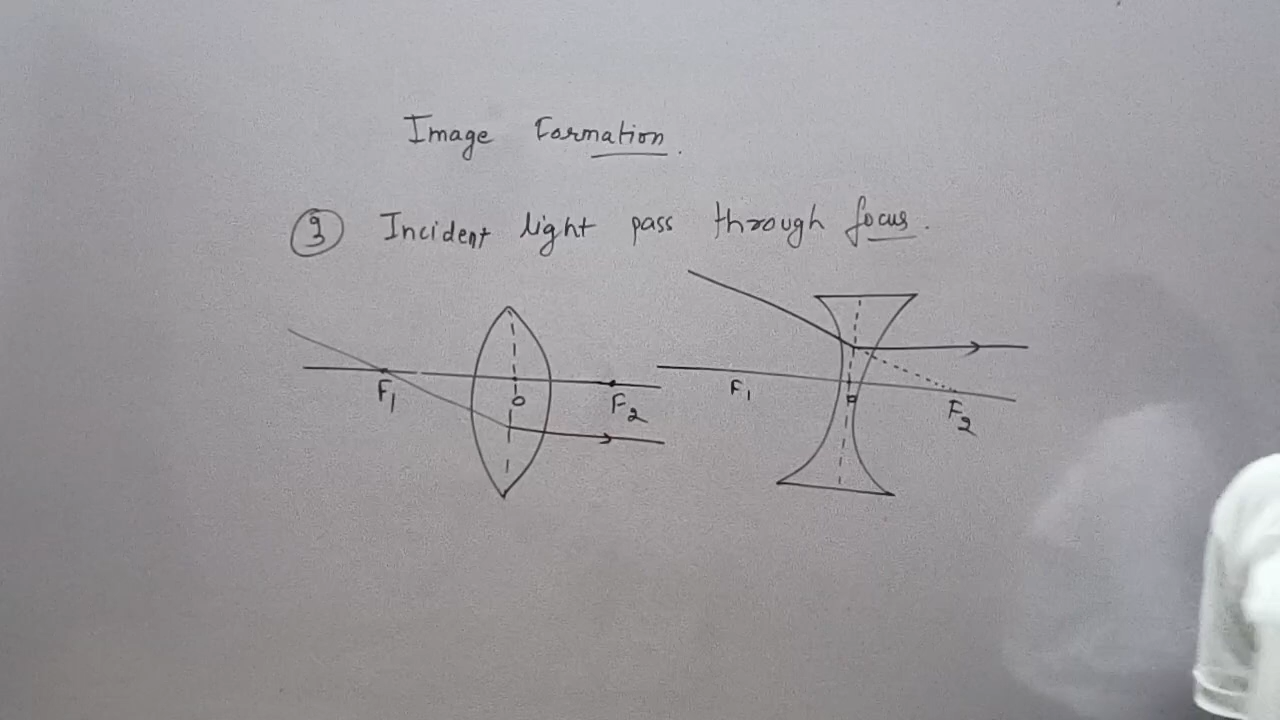 Image Formation.
3 Incident light pass through focus.
F1 O F2
F1 F2